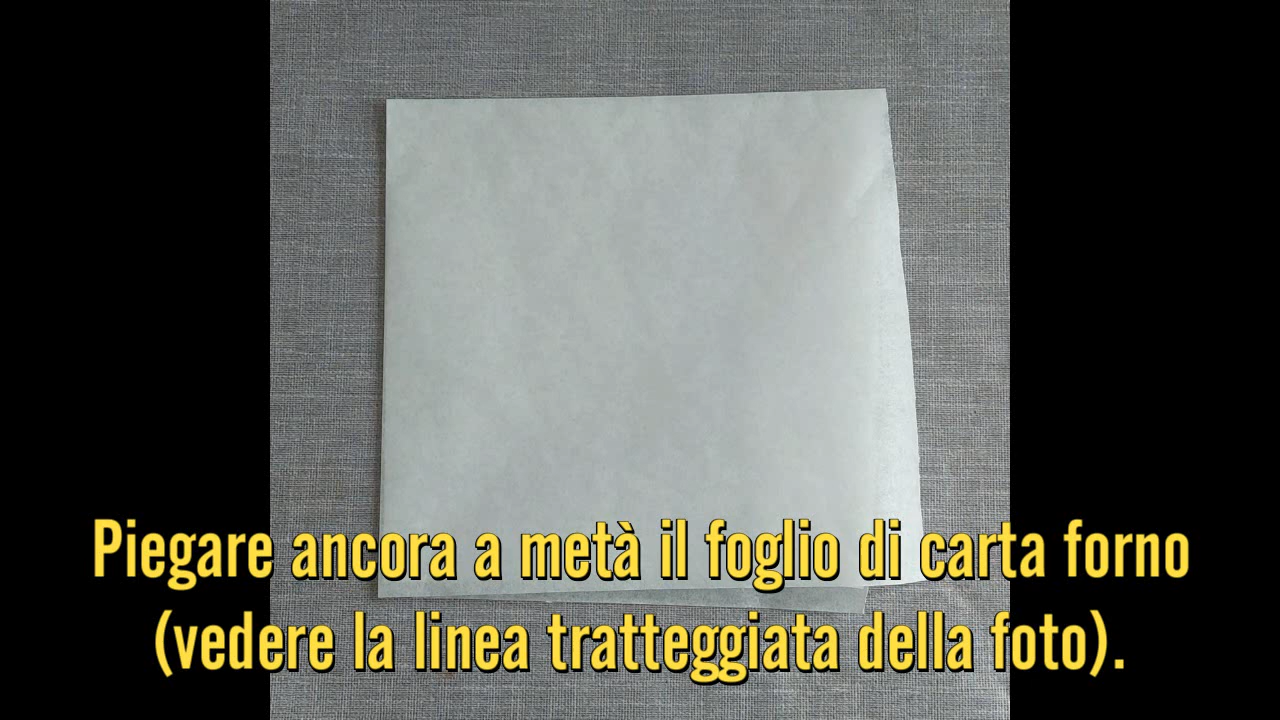 Piegare ancora a metà il foglio di carta forno
(vedere la linea tratteggiata della foto).